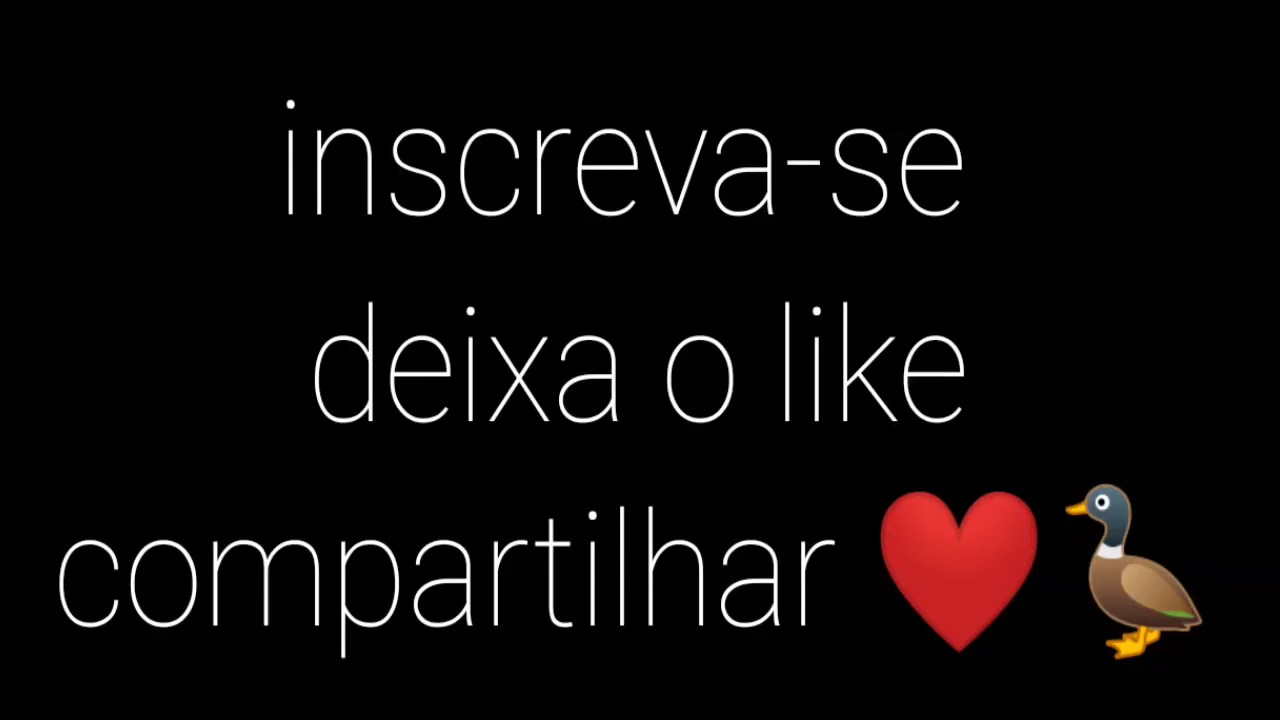 inscreva-se
deixa o like
compartilhar ❤️🦆